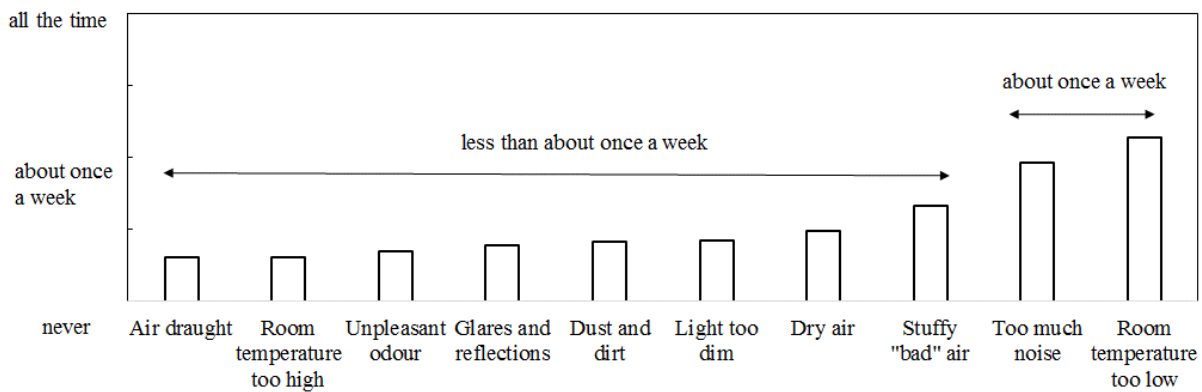 all the time
about once a week
less than about once a week
about once
a week
never
Air draught
Room
temperature
too high
Unpleasant
odour
Glares and
reflections
Dust and
dirt
Light too
dim
Dry air
Stuffy
"bad" air
Too much
noise
Room
temperature
too low